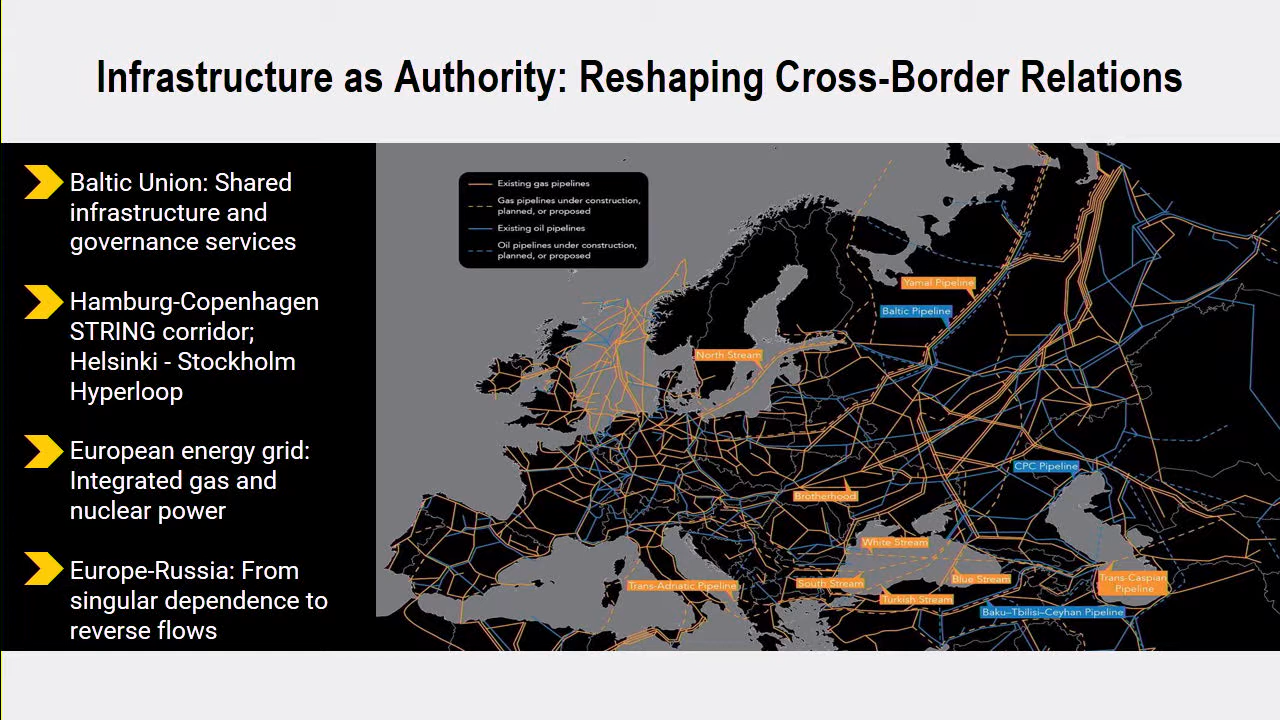 Infrastructure as Authority: Reshaping Cross-Border Relations
Baltic Union: Shared
infrastructure and
governance services
Hamburg-Copenhagen
STRING corridor;
Helsinki - Stockholm
Hyperloop
European energy grid:
Integrated gas and
nuclear power
Europe-Russia: From
singular dependence to
reverse flows
Existing gas pipelines
Gas pipelines under construction,
planned, or proposed
Existing oil pipelines
Oil pipelines under construction,
planned, or proposed
Yamal Pipeline
Baltic Pipeline
North Stream
CPC Pipeline
Brotherhood
White Stream
Trans-Adriatic Pipeline
South Stream
Blue Stream
Turkish Stream
Trans-Caspian
Pipeline
Baku–Tbilisi–Ceyhan Pipeline